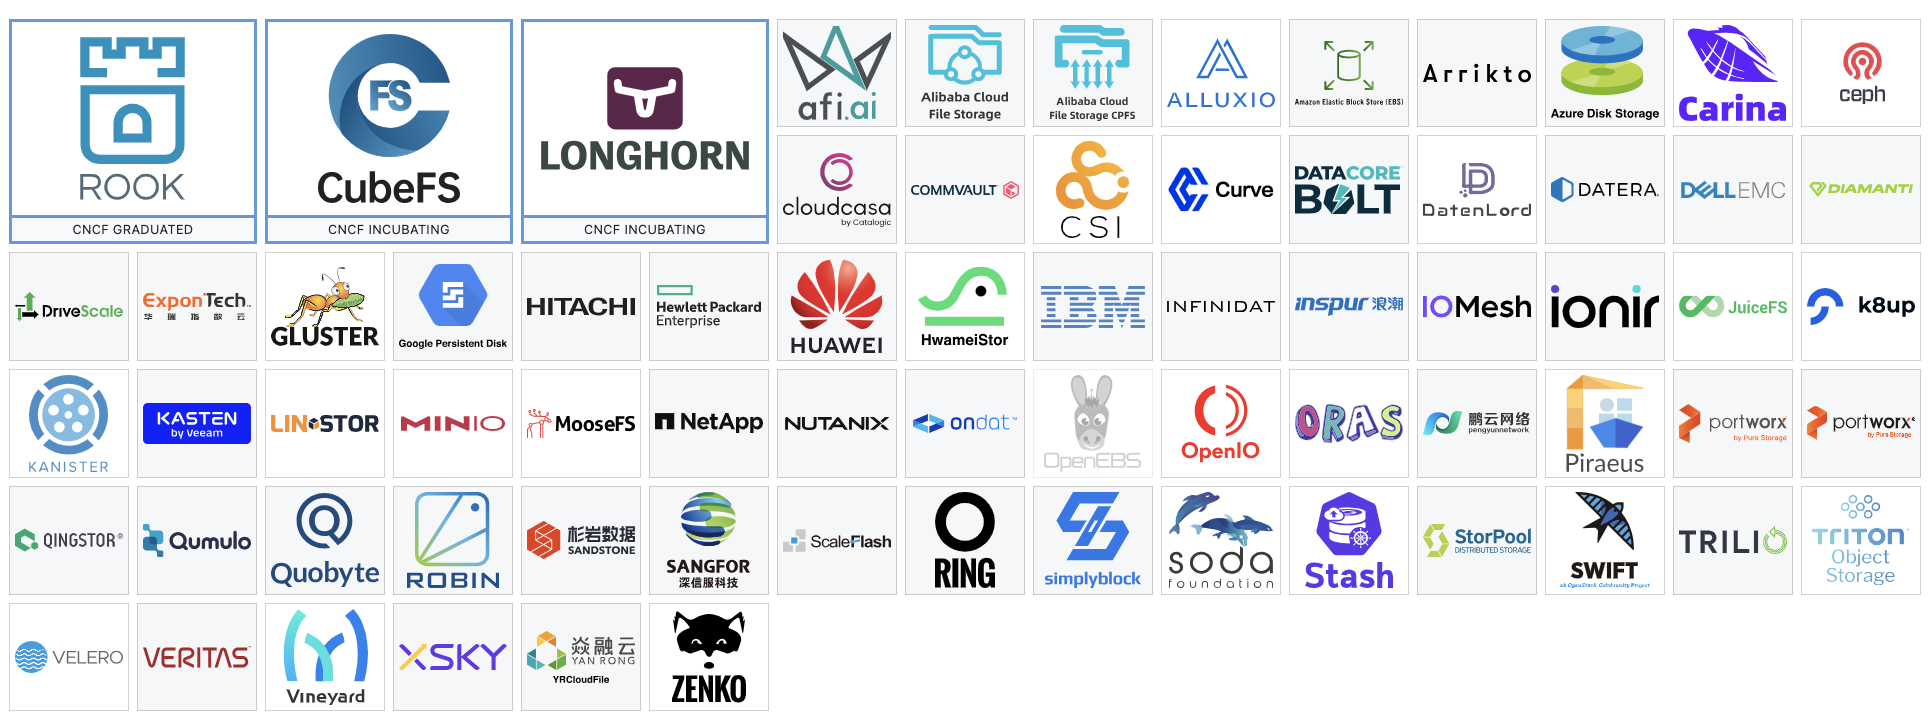 ROOK
CNCF GRADUATED
FS
CubeFS
CNCF INCUBATING
LONGHORN
CNCF INCUBATING
afi.ai
Alibaba Cloud
File Storage
Alibaba Cloud
File Storage CPFS
ALLUXIO
Amazon Elastic Block Store (EBS)
Arrikto
Azure Disk Storage
Carina
ceph
cloudcasa
by Catalogic
COMMVAULT
CSI
Curve
DATACORE
BOLT
DatenLord
DATERA
DELLEMC
DIAMANTI
DriveScale
ExponTech
华瑞指数云
GLUSTER
Google Persistent Disk
HITACHI
Hewlett Packard
Enterprise
HUAWEI
HwameiStor
IBM
INFINIDAT
inspur 浪潮
IOMesh
ionir
JuiceFS
k8up
KANISTER
KASTEN
by Veeam
LINSTOR
MINIO
MooseFS
NetApp
NUTANIX
ondat™
OpenEBS
OpenIO
ORAS
鹏云网络
pengyunnetwork
Piraeus
portworx
by Pure Storage
portworx
by Pure Storage
QINGSTOR®
Qumulo
Quobyte
ROBIN
杉岩数据
SANDSTONE
SANGFOR
深信服科技
ScaleFlash
RING
simplyblock
soda
foundation
Stash
StorPool
DISTRIBUTED STORAGE
SWIFT
an OpenStack Community Project
TRILIO
TRITON
Object
Storage
VELERO
VERITAS
Vineyard
XSKY
焱融云
YAN RONG
YRCloudFile
ZENKO